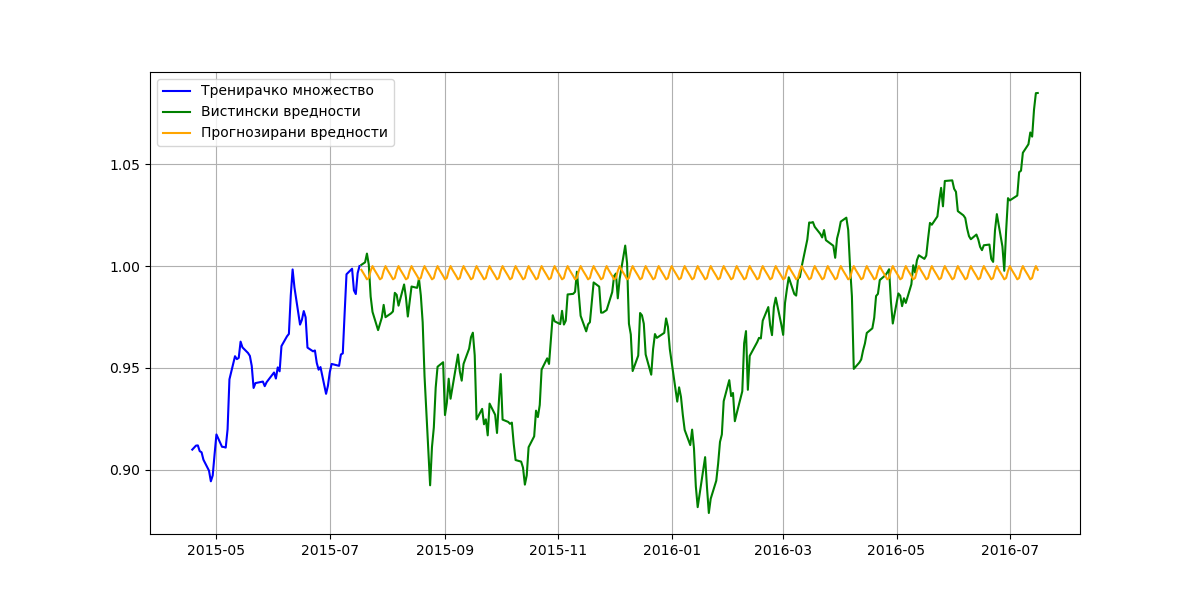 Тренирачко множество
Вистински вредности
Прогнозирани вредности
1.05
1.00
0.95
0.90
2015-05 2015-07 2015-09 2015-11 2016-01 2016-03 2016-05 2016-07